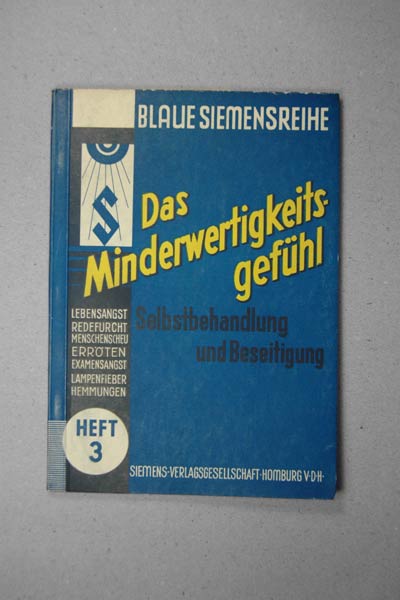 BLAUE SIEMENSREIHE
S
Das
Minderwertigkeits-
gefühl
Selbstbehandlung
und Beseitigung
LEBENSANGST
REDEFURCHT
MENSCHENSCHEU
ERRÖTEN
EXAMENSANGST
LAMPENFIEBER
HEMMUNGEN
HEFT
3
SIEMENS-VERLAGSGESELLSCHAFT·HOMBURG V·D·H·